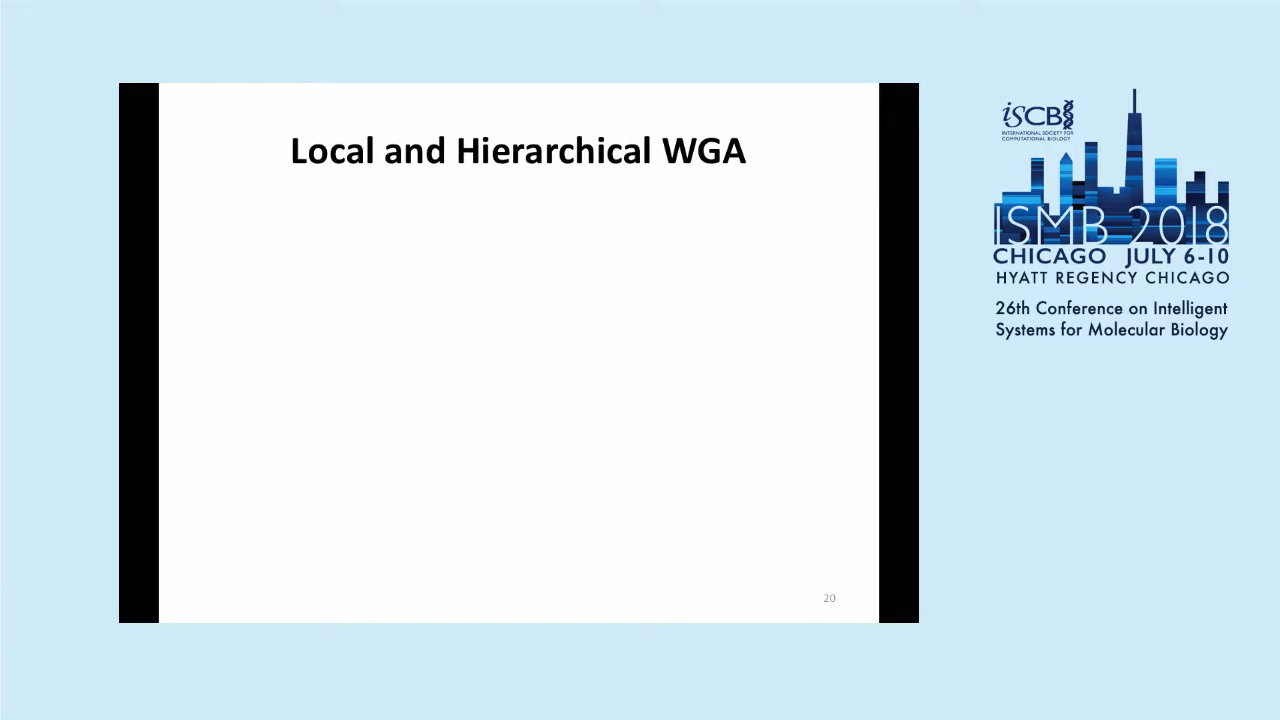 Local and Hierarchical WGA
20
iSCB
INTERNATIONAL SOCIETY FOR
COMPUTATIONAL BIOLOGY
ISMB 2018
CHICAGO JULY 6-10
HYATT REGENCY CHICAGO
26th Conference on Intelligent
Systems for Molecular Biology